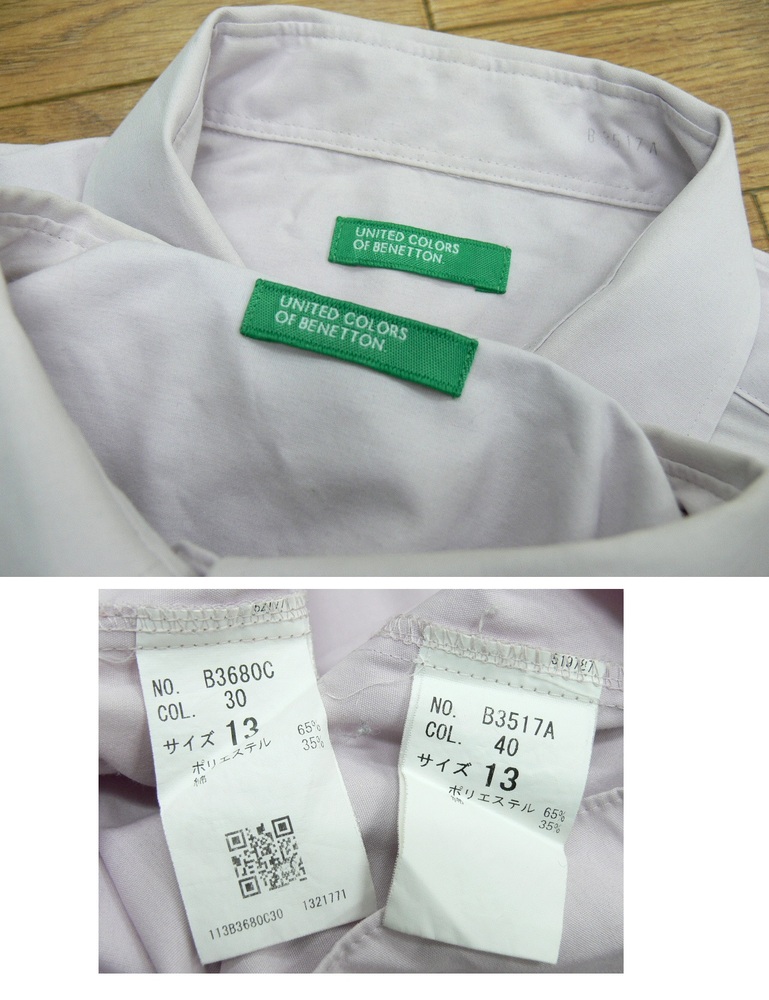 B3517A
UNITED COLORS
OF BENETTON.
UNITED COLORS
OF BENETTON.
NO. B3680C
COL. 30
サイズ 13
ポリエステル 65%
綿 35%
113B3680C30 1321771
519787
NO. B3517A
COL. 40
サイズ 13
ポリエステル 65%
35%